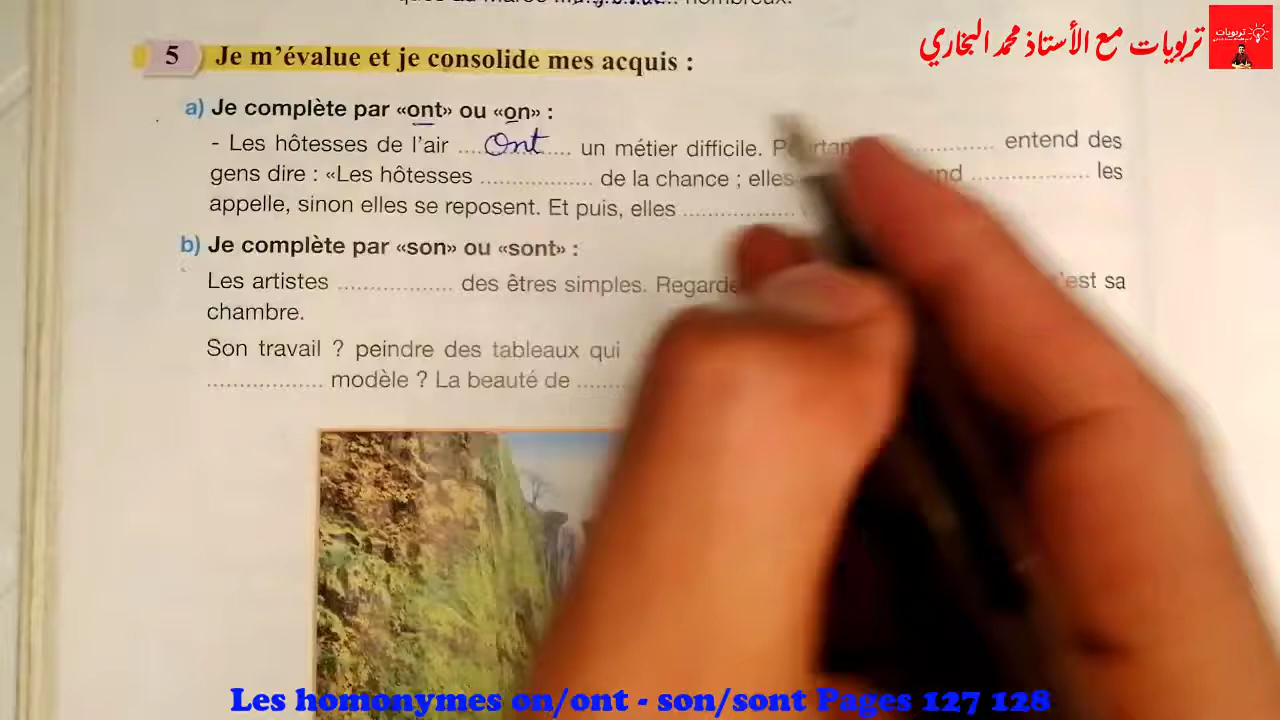 nombreux.
تربويات مع الأستاذ محمد البخاري
تربويات
5 Je m'évalue et je consolide mes acquis :
a) Je complète par «ont» ou «on» :
- Les hôtesses de l'air .... Ont .... un métier difficile. ................ entend des
gens dire : «Les hôtesses ................ de la chance ; elles ................ les
appelle, sinon elles se reposent. Et puis, elles ................
b) Je complète par «son» ou «sont» :
Les artistes ................ des êtres simples. sa
chambre.
Son travail ? peindre des tableaux qui
................ modèle ? La beauté de ........
Les homonymes on/ont - son/sont Pages 127 128